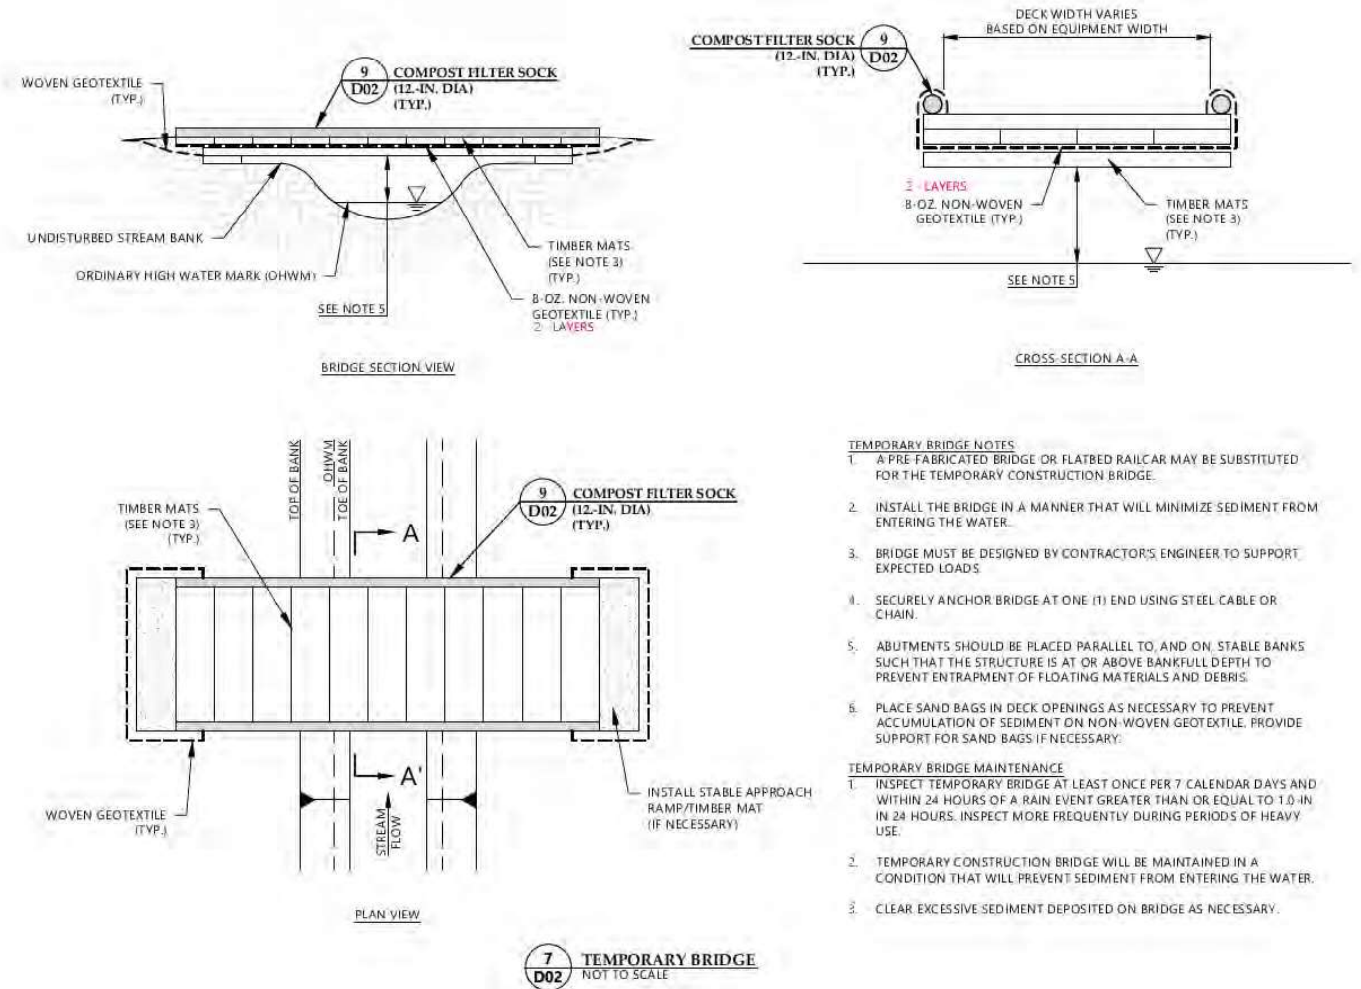 WOVEN GEOTEXTILE
(TYP.)
9
D02
COMPOST FILTER SOCK
(12.-IN. DIA)
(TYP.)
UNDISTURBED STREAM BANK
ORDINARY HIGH WATER MARK (OHWM)
SEE NOTE 5
TIMBER MATS
(SEE NOTE 3)
(TYP.)
8-OZ. NON-WOVEN
GEOTEXTILE (TYP.)
2 - LAYERS
BRIDGE SECTION VIEW
COMPOST FILTER SOCK
(12.-IN. DIA)
(TYP.)
9
D02
DECK WIDTH VARIES
BASED ON EQUIPMENT WIDTH
2 - LAYERS
8-OZ. NON-WOVEN
GEOTEXTILE (TYP.)
TIMBER MATS
(SEE NOTE 3)
(TYP.)
SEE NOTE 5
CROSS-SECTION A-A
TIMBER MATS
(SEE NOTE 3)
(TYP.)
TOP OF BANK
OHWM
TOE OF BANK
A
9
D02
COMPOST FILTER SOCK
(12.-IN. DIA)
(TYP.)
A'
STREAM
FLOW
WOVEN GEOTEXTILE
(TYP.)
INSTALL STABLE APPROACH
RAMP/TIMBER MAT
(IF NECESSARY)
PLAN VIEW
TEMPORARY BRIDGE NOTES
1. A PRE-FABRICATED BRIDGE OR FLATBED RAILCAR MAY BE SUBSTITUTED
FOR THE TEMPORARY CONSTRUCTION BRIDGE.
2. INSTALL THE BRIDGE IN A MANNER THAT WILL MINIMIZE SEDIMENT FROM
ENTERING THE WATER.
3. BRIDGE MUST BE DESIGNED BY CONTRACTOR'S ENGINEER TO SUPPORT
EXPECTED LOADS.
4. SECURELY ANCHOR BRIDGE AT ONE (1) END USING STEEL CABLE OR
CHAIN.
5. ABUTMENTS SHOULD BE PLACED PARALLEL TO, AND ON, STABLE BANKS
SUCH THAT THE STRUCTURE IS AT OR ABOVE BANKFULL DEPTH TO
PREVENT ENTRAPMENT OF FLOATING MATERIALS AND DEBRIS.
6. PLACE SAND BAGS IN DECK OPENINGS AS NECESSARY TO PREVENT
ACCUMULATION OF SEDIMENT ON NON-WOVEN GEOTEXTILE. PROVIDE
SUPPORT FOR SAND BAGS IF NECESSARY.
TEMPORARY BRIDGE MAINTENANCE
1. INSPECT TEMPORARY BRIDGE AT LEAST ONCE PER 7 CALENDAR DAYS AND
WITHIN 24 HOURS OF A RAIN EVENT GREATER THAN OR EQUAL TO 1.0-IN
IN 24 HOURS. INSPECT MORE FREQUENTLY DURING PERIODS OF HEAVY
USE.
2. TEMPORARY CONSTRUCTION BRIDGE WILL BE MAINTAINED IN A
CONDITION THAT WILL PREVENT SEDIMENT FROM ENTERING THE WATER.
3. CLEAR EXCESSIVE SEDIMENT DEPOSITED ON BRIDGE AS NECESSARY.
7
D02
TEMPORARY BRIDGE
NOT TO SCALE